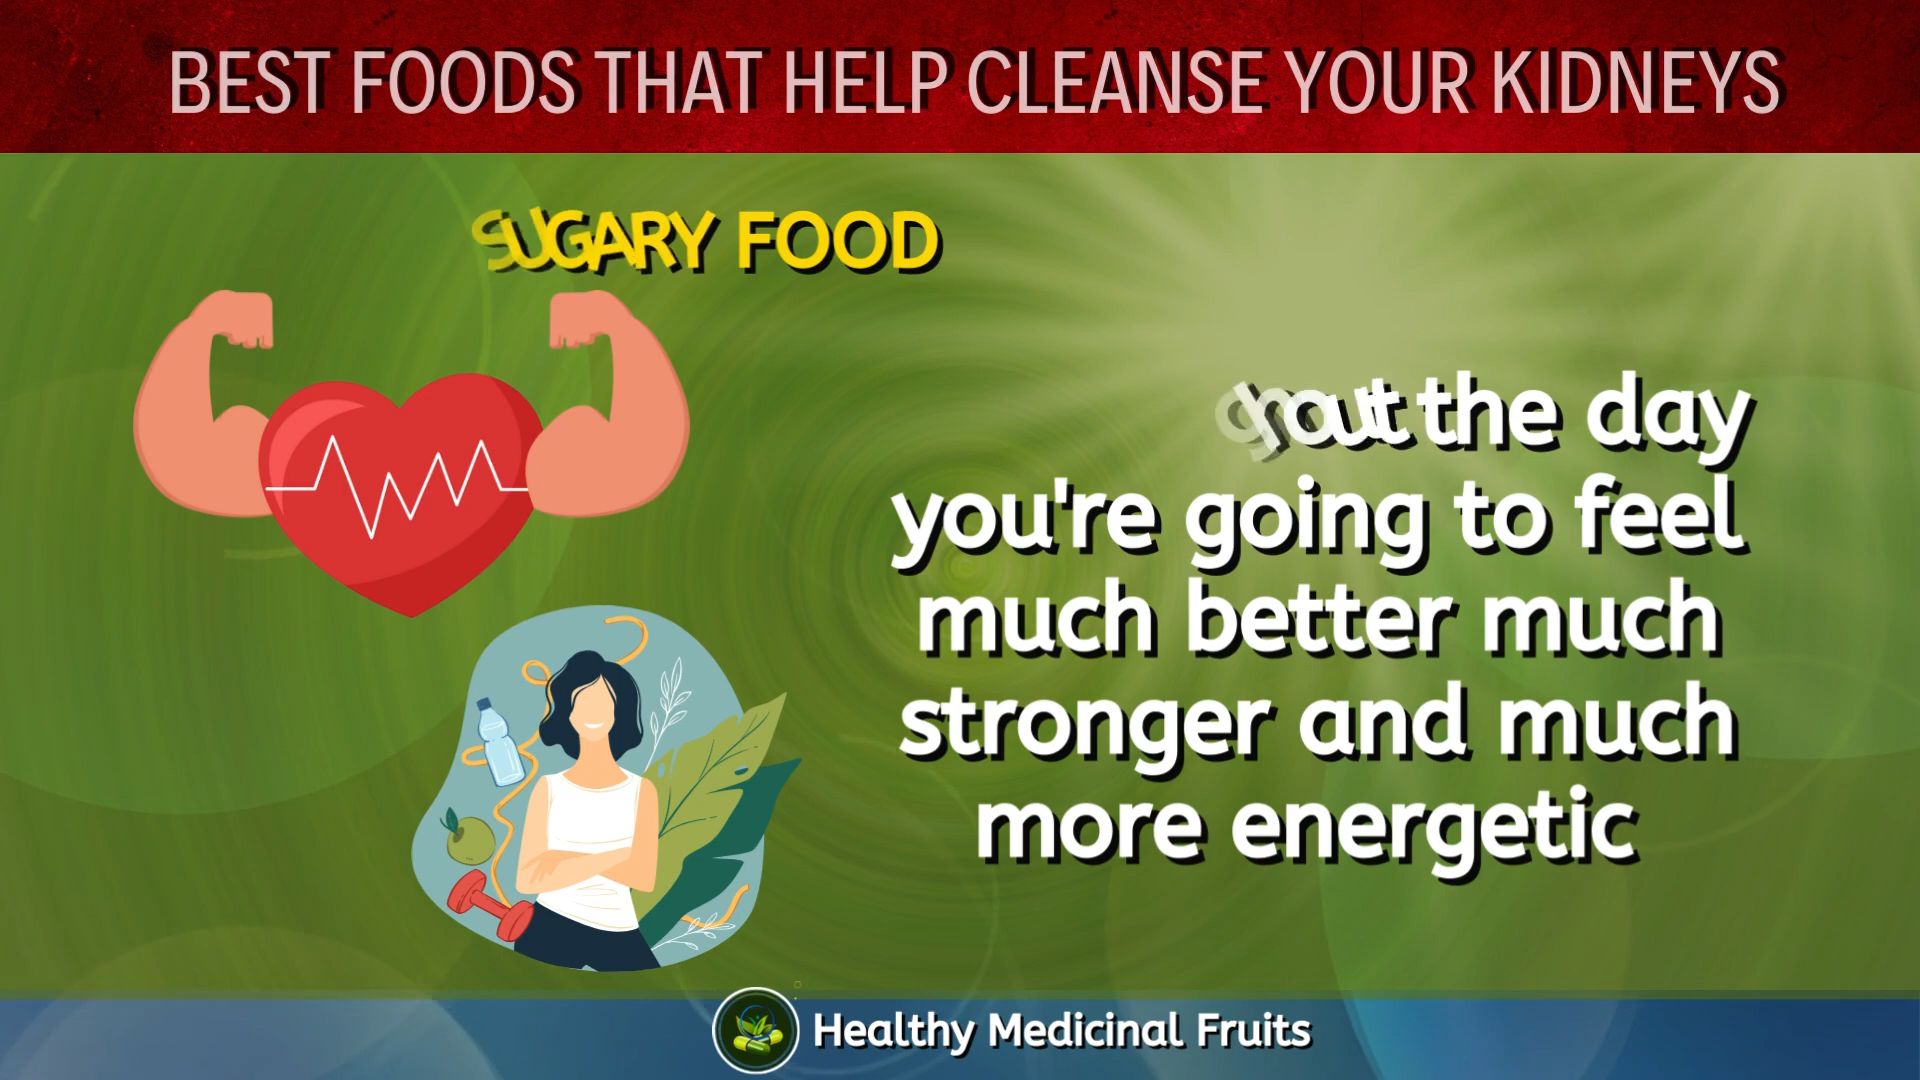 BEST FOODS THAT HELP CLEANSE YOUR KIDNEYS
SUGARY FOOD
ghout the day
you're going to feel
much better much
stronger and much
more energetic
Healthy Medicinal Fruits